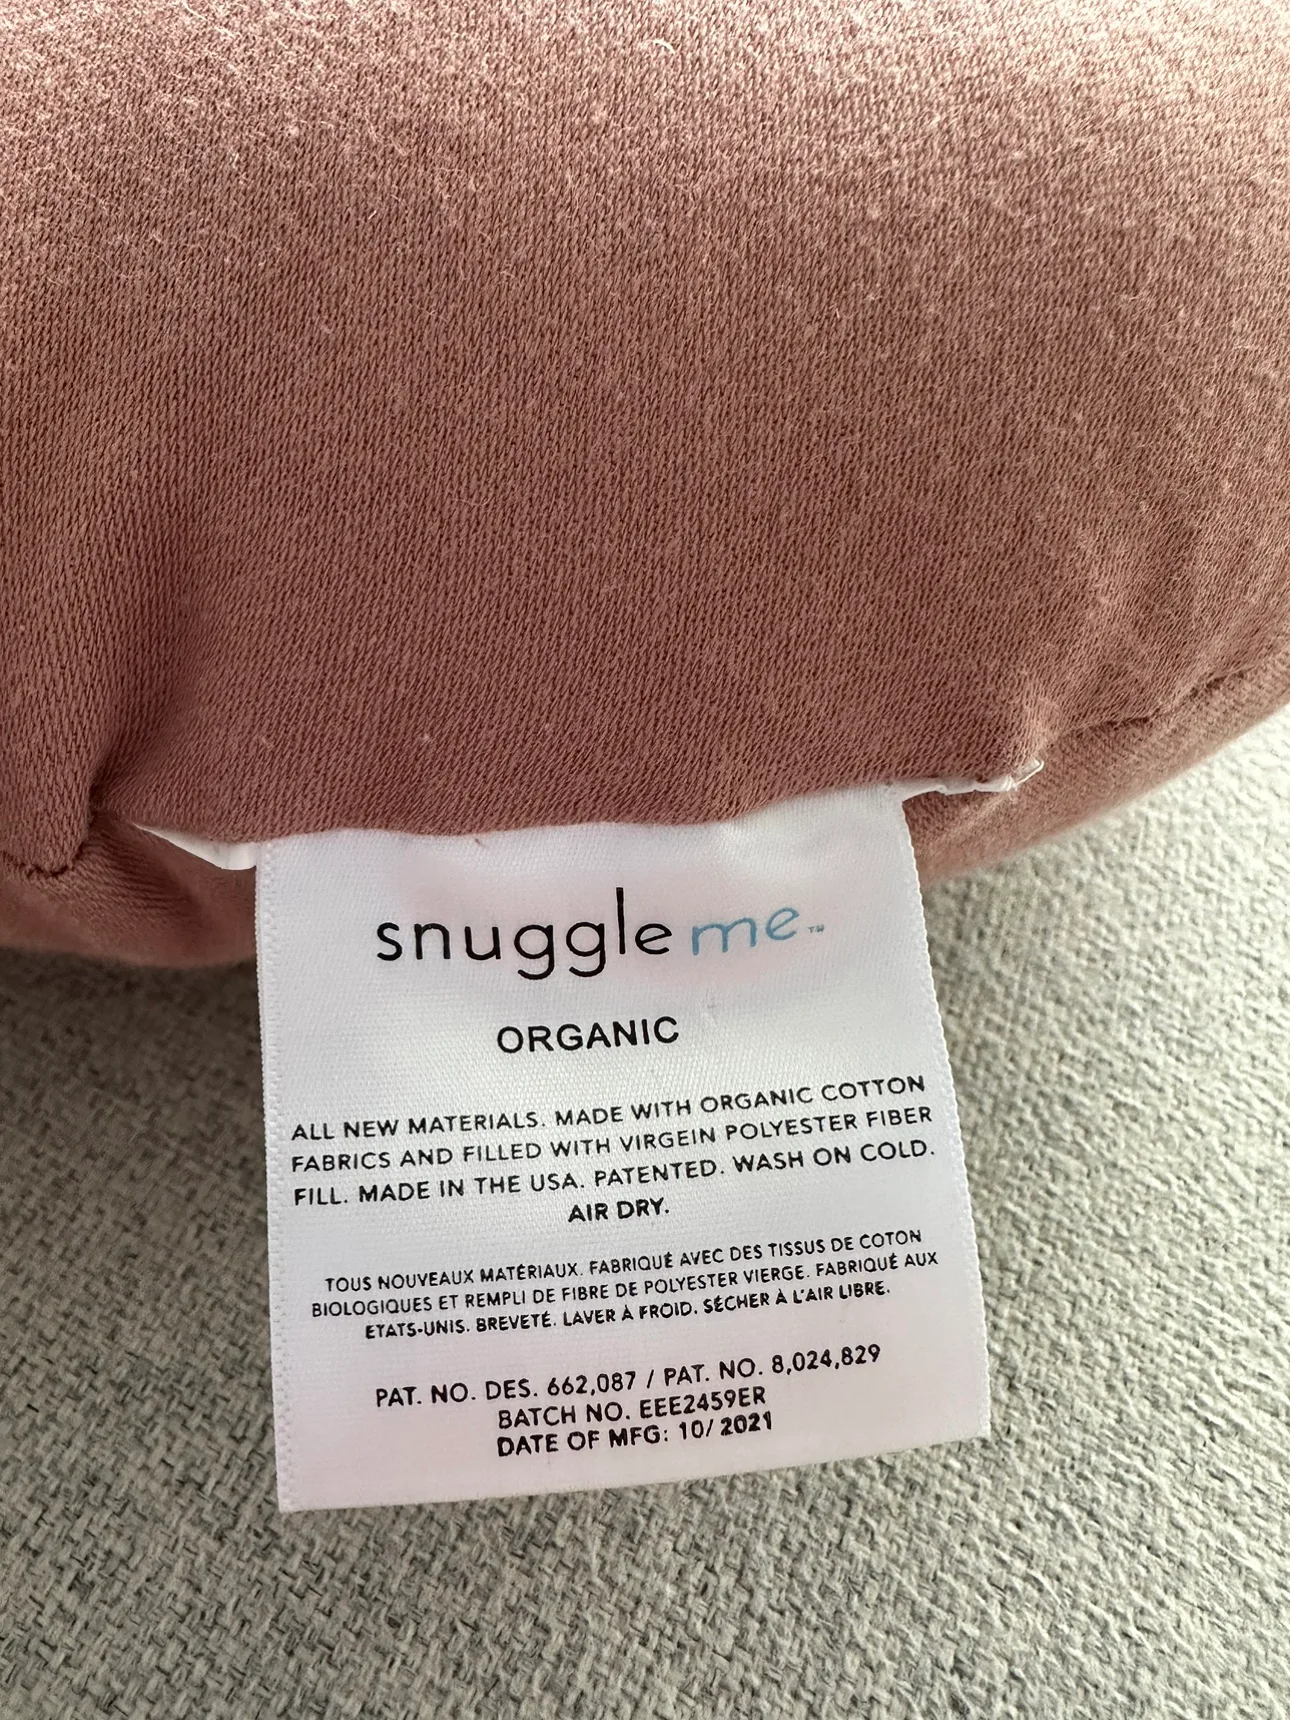 snuggle me™
ORGANIC
ALL NEW MATERIALS. MADE WITH ORGANIC COTTON
FABRICS AND FILLED WITH VIRGEIN POLYESTER FIBER
FILL. MADE IN THE USA. PATENTED. WASH ON COLD.
AIR DRY.
TOUS NOUVEAUX MATÉRIAUX. FABRIQUÉ AVEC DES TISSUS DE COTON
BIOLOGIQUES ET REMPLI DE FIBRE DE POLYESTER VIERGE. FABRIQUÉ AUX
ETATS-UNIS. BREVETÉ. LAVER À FROID. SÉCHER À L'AIR LIBRE.
PAT. NO. DES. 662,087 / PAT. NO. 8,024,829
BATCH NO. EEE2459ER
DATE OF MFG: 10/ 2021